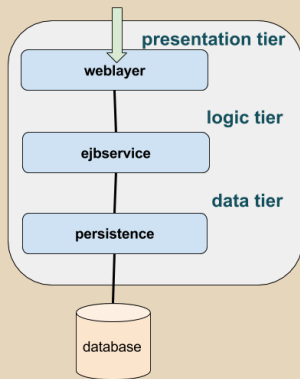 presentation tier
weblayer
logic tier
ejbservice
data tier
persistence
database